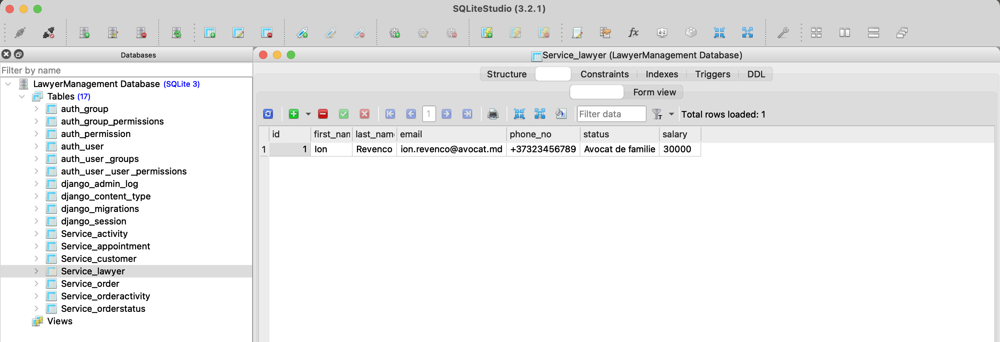 SQLiteStudio (3.2.1)
Databases
Filter by name
LawyerManagement Database (SQLite 3)
Tables (17)
auth_group
auth_group_permissions
auth_permission
auth_user
auth_user_groups
auth_user_user_permissions
django_admin_log
django_content_type
django_migrations
django_session
Service_activity
Service_appointment
Service_customer
Service_lawyer
Service_order
Service_orderactivity
Service_orderstatus
Views
Service_lawyer (LawyerManagement Database)
Structure Constraints Indexes Triggers DDL
Form view
1 Filter data Total rows loaded: 1
id first_nam last_name email phone_no status salary
1 1 Ion Revenco ion.revenco@avocat.md +37323456789 Avocat de familie 30000